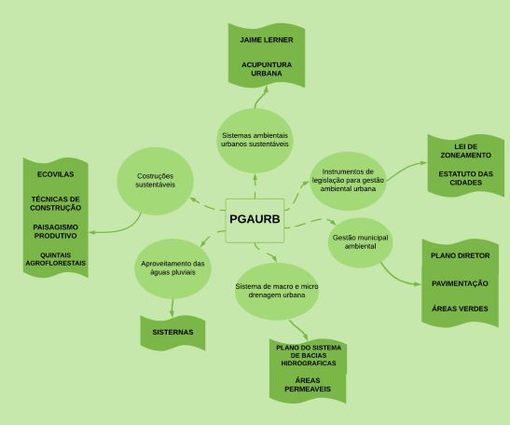 JAIME LERNER
ACUPUNTURA
URBANA
Sistemas ambientais
urbanos sustentáveis
LEI DE
ZONEAMENTO
ESTATUTO DAS
CIDADES
Instrumentos de
legislação para gestão
ambiental urbana
Costruções
sustentáveis
ECOVILAS
TÉCNICAS DE
CONSTRUÇÃO
PAISAGISMO
PRODUTIVO
QUINTAIS
AGROFLORESTAIS
PGAURB
Gestão municipal
ambiental
PLANO DIRETOR
PAVIMENTAÇÃO
ÁREAS VERDES
Aproveitamento das
águas pluviais
Sistema de macro e micro
drenagem urbana
SISTERNAS
PLANO DO SISTEMA
DE BACIAS
HIDROGRAFICAS
ÁREAS
PERMEAVEIS